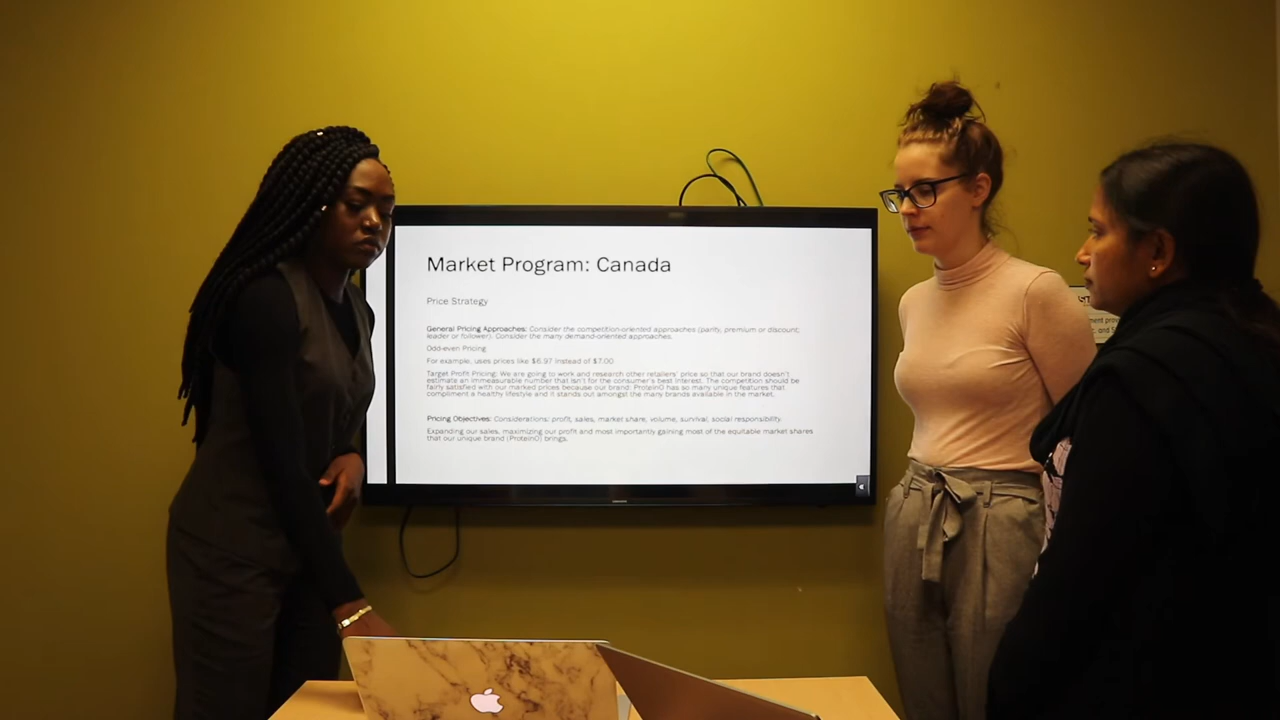 Market Program: Canada
Price Strategy
General Pricing Approaches: Consider the competition-oriented approaches (parity, premium or discount;
leader or follower). Consider the many demand-oriented approaches.
Odd-even Pricing
For example, uses prices like $6.97 instead of $7.00
Target Profit Pricing: We are going to work and research other retailers' price so that our brand doesn't
estimate an immeasurable number that isn't for the consumer's best interest. The competition should be
fairly satisfied with our marked prices because our brand: ProteinO has so many unique features that
compliment a healthy lifestyle and it stands out amongst the many brands available in the market.
Pricing Objectives: Considerations: profit, sales, market share, volume, survival, social responsibility.
Expanding our sales, maximizing our profit and most importantly gaining most of the equitable market shares
that our unique brand (ProteinO) brings.